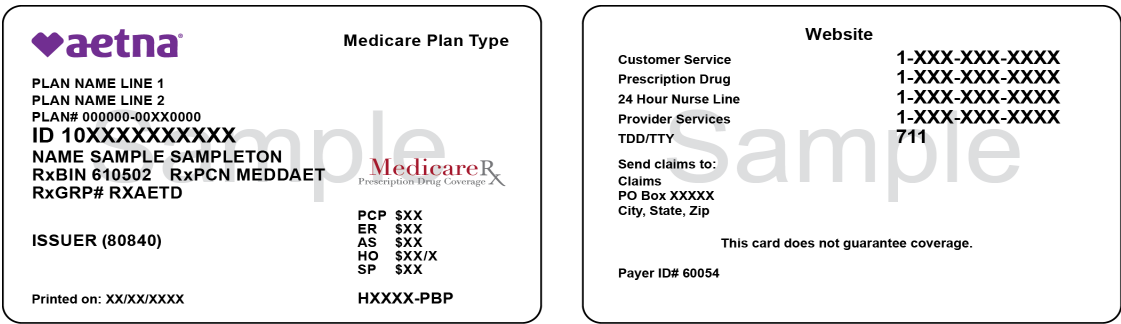 aetna
Medicare Plan Type
PLAN NAME LINE 1
PLAN NAME LINE 2
PLAN# 000000-00XX0000
ID 10XXXXXXXXXXX
NAME SAMPLE SAMPLETON
RxBIN 610502 RxPCN MEDDAET
RxGRP# RXAETD
Sample
MedicareRx
Prescription Drug Coverage
ISSUER (80840)
PCP $XX
ER $XX
AS $XX
HO $XX/X
SP $XX
Printed on: XX/XX/XXXX
HXXXX-PBP
Website
Customer Service 1-XXX-XXX-XXXX
Prescription Drug 1-XXX-XXX-XXXX
24 Hour Nurse Line 1-XXX-XXX-XXXX
Provider Services 1-XXX-XXX-XXXX
TDD/TTY 711
Sample
Send claims to:
Claims
PO Box XXXXX
City, State, Zip
This card does not guarantee coverage.
Payer ID# 60054